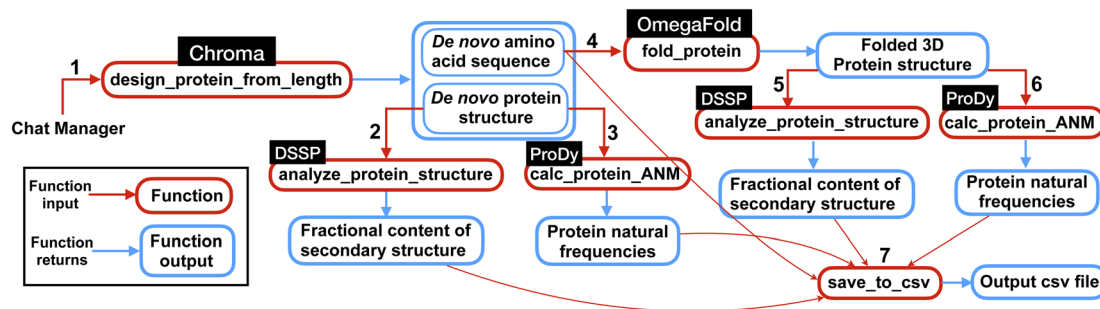 Chroma
1
design_protein_from_length
Chat Manager
De novo amino
acid sequence
De novo protein
structure
4
OmegaFold
fold_protein
Folded 3D
Protein structure
2
DSSP
analyze_protein_structure
Fractional content of
secondary structure
3
ProDy
calc_protein_ANM
Protein natural
frequencies
5
DSSP
analyze_protein_structure
Fractional content of
secondary structure
6
ProDy
calc_protein_ANM
Protein natural
frequencies
7
save_to_csv
Output csv file
Function
input
Function
Function
returns
Function
output